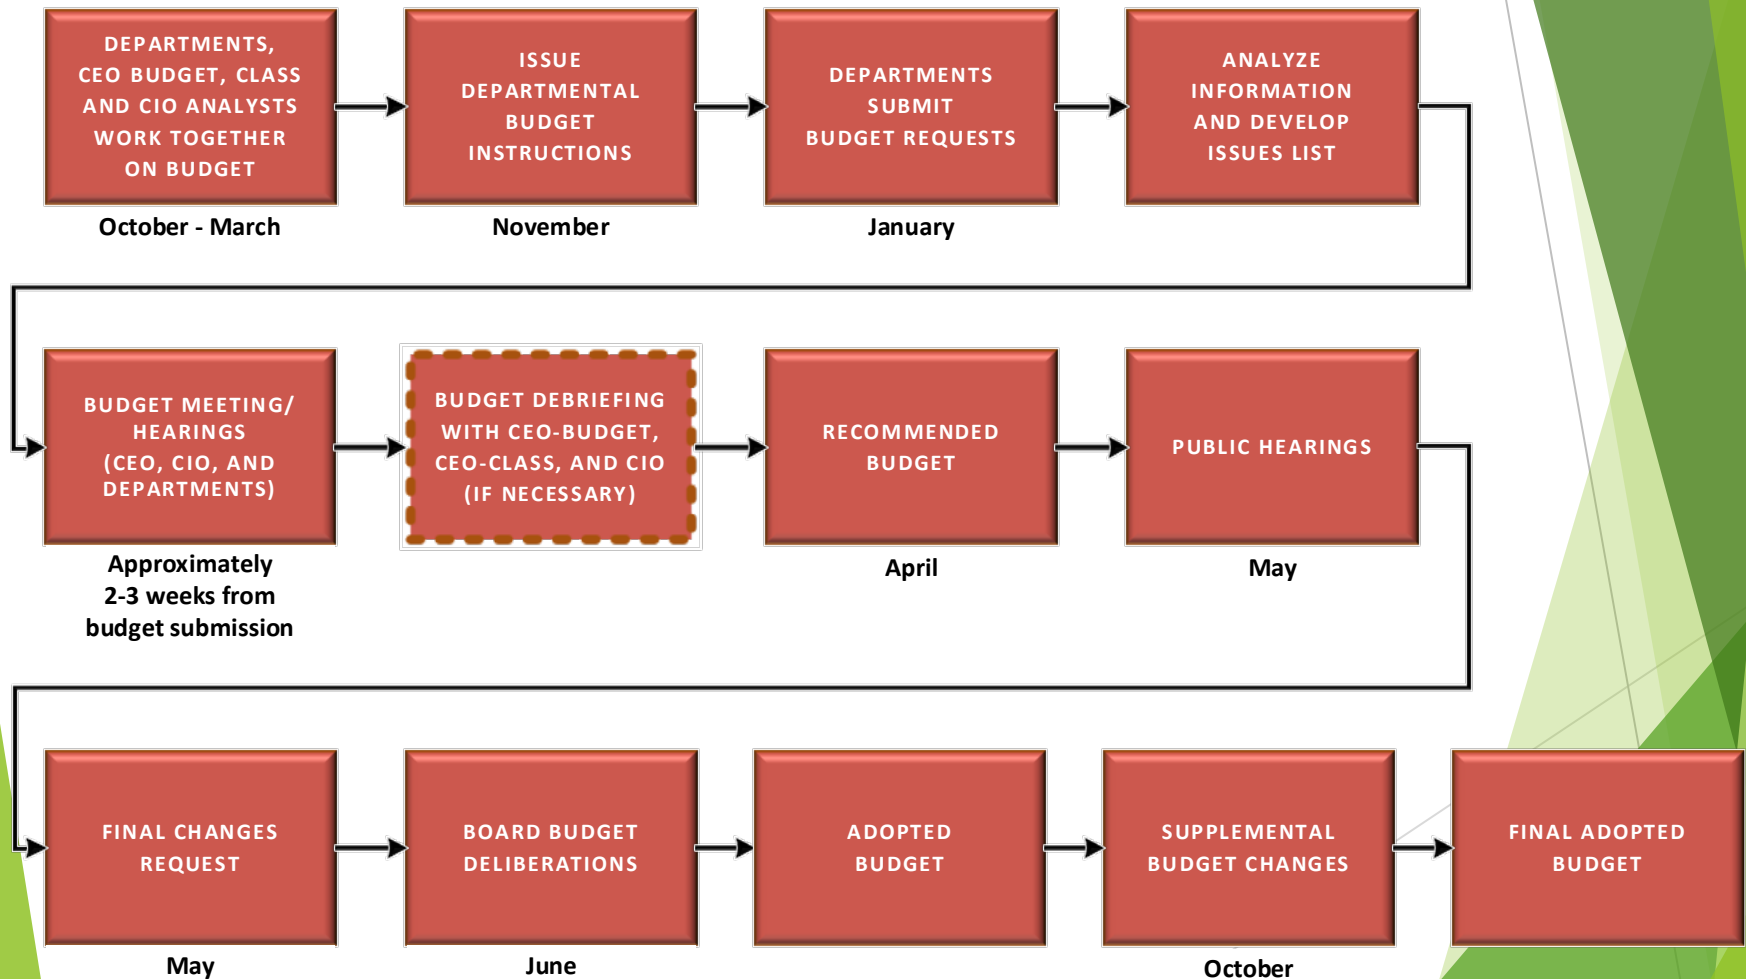 DEPARTMENTS,
CEO BUDGET, CLASS
AND CIO ANALYSTS
WORK TOGETHER
ON BUDGET
October - March
ISSUE
DEPARTMENTAL
BUDGET
INSTRUCTIONS
November
DEPARTMENTS
SUBMIT
BUDGET REQUESTS
January
ANALYZE
INFORMATION
AND DEVELOP
ISSUES LIST
BUDGET MEETING/
HEARINGS
(CEO, CIO, AND
DEPARTMENTS)
Approximately
2-3 weeks from
budget submission
BUDGET DEBRIEFING
WITH CEO-BUDGET,
CEO-CLASS, AND CIO
(IF NECESSARY)
RECOMMENDED
BUDGET
April
PUBLIC HEARINGS
May
FINAL CHANGES
REQUEST
May
BOARD BUDGET
DELIBERATIONS
June
ADOPTED
BUDGET
SUPPLEMENTAL
BUDGET CHANGES
October
FINAL ADOPTED
BUDGET